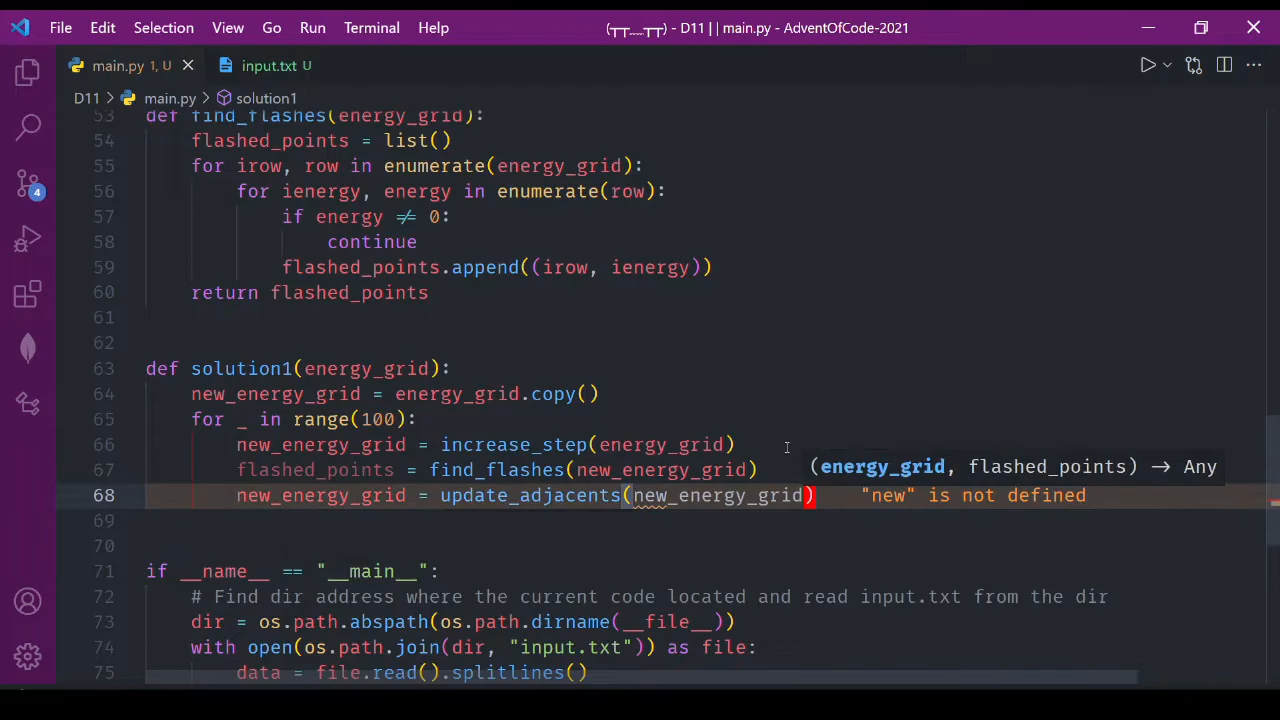 File Edit Selection View Go Run Terminal Help (┬┬﹏┬┬) - D11 | | main.py - AdventOfCode-2021
main.py 1, U input.txt U
D11 > main.py > solution1
53 def find_flashes(energy_grid):
54 flashed_points = list()
55 for irow, row in enumerate(energy_grid):
56 for ienergy, energy in enumerate(row):
57 if energy ≠ 0:
58 continue
59 flashed_points.append((irow, ienergy))
60 return flashed_points
61
62
63 def solution1(energy_grid):
64 new_energy_grid = energy_grid.copy()
65 for _ in range(100):
66 new_energy_grid = increase_step(energy_grid)
67 flashed_points = find_flashes(new_energy_grid)
(energy_grid, flashed_points) → Any
68 new_energy_grid = update_adjacents(new_energy_grid) "new" is not defined
69
70
71 if __name__ == "__main__":
72 # Find dir address where the current code located and read input.txt from the dir
73 dir = os.path.abspath(os.path.dirname(__file__))
74 with open(os.path.join(dir, "input.txt")) as file:
75 data = file.read().splitlines()
4